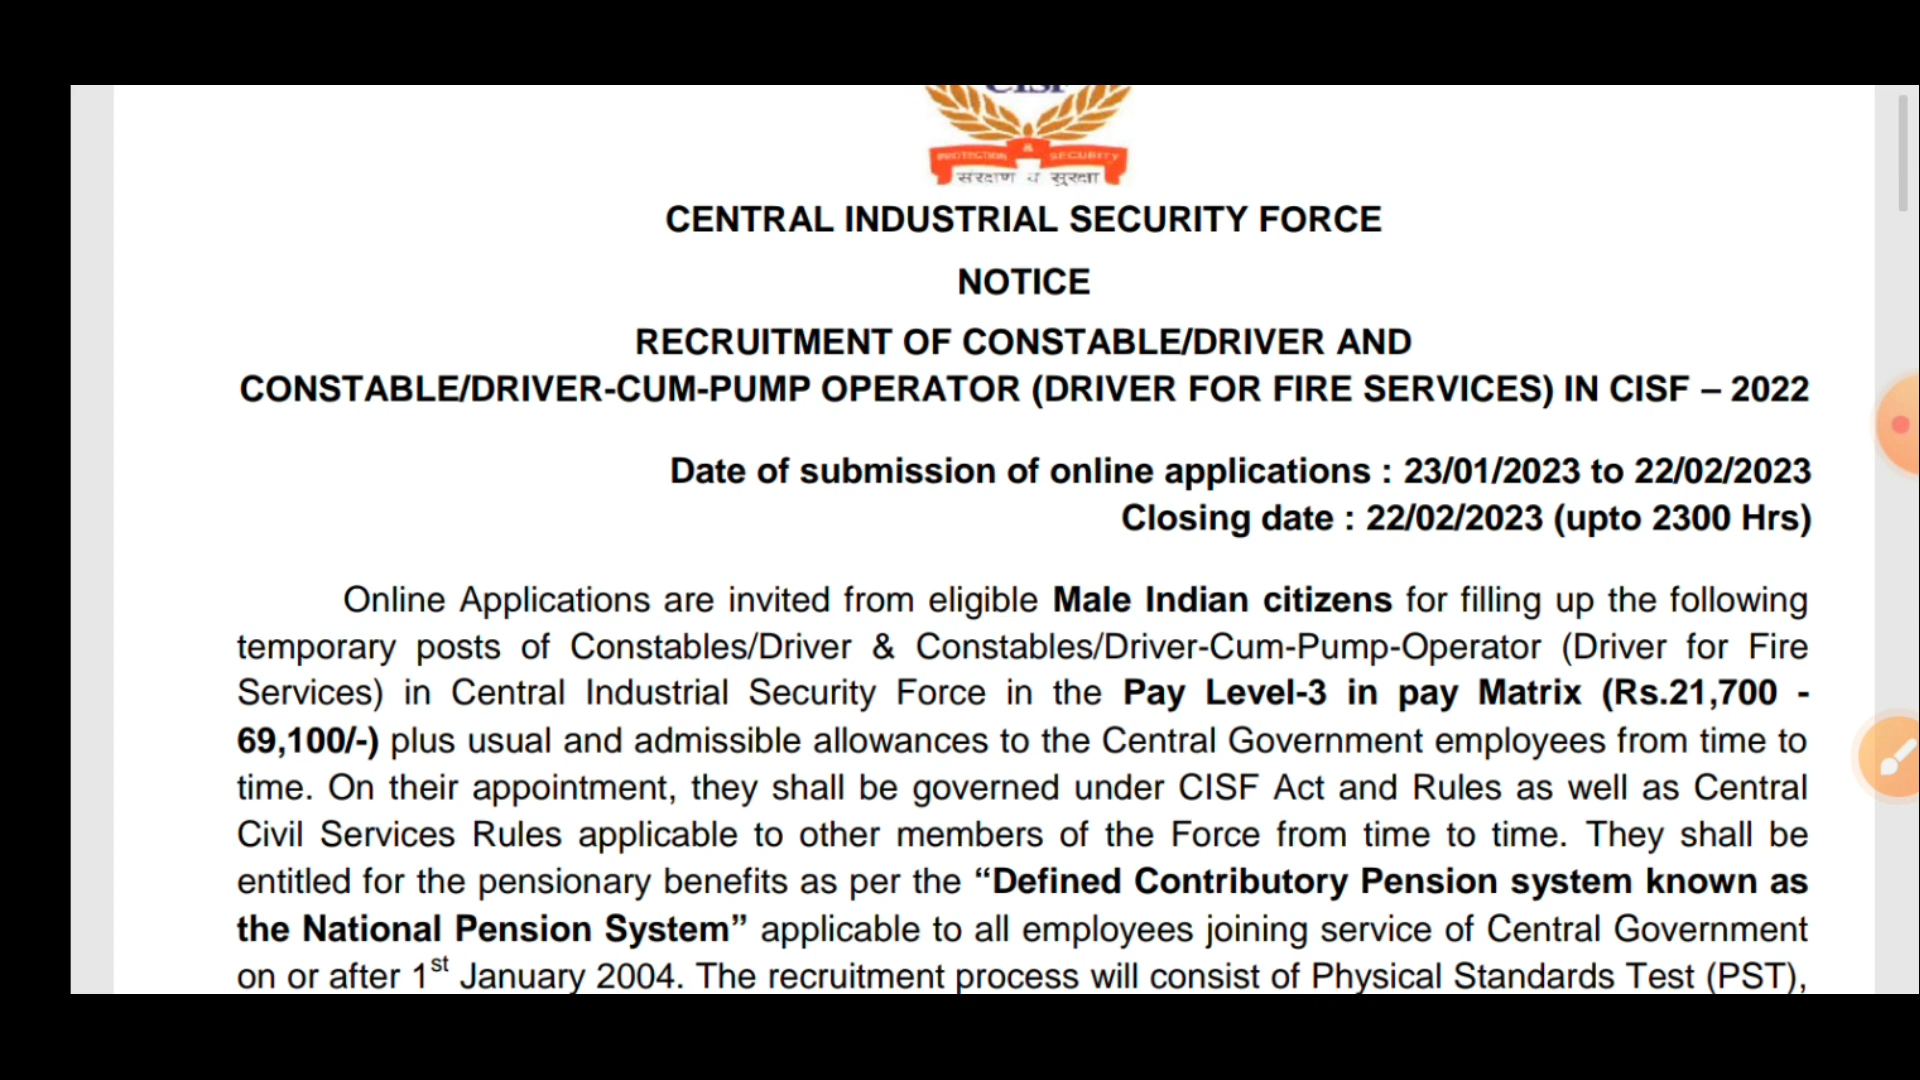 CISF
PROTECTION & SECURITY
संरक्षण व सुरक्षा
CENTRAL INDUSTRIAL SECURITY FORCE
NOTICE
RECRUITMENT OF CONSTABLE/DRIVER AND
CONSTABLE/DRIVER-CUM-PUMP OPERATOR (DRIVER FOR FIRE SERVICES) IN CISF – 2022
Date of submission of online applications : 23/01/2023 to 22/02/2023
Closing date : 22/02/2023 (upto 2300 Hrs)
Online Applications are invited from eligible Male Indian citizens for filling up the following
temporary posts of Constables/Driver & Constables/Driver-Cum-Pump-Operator (Driver for Fire
Services) in Central Industrial Security Force in the Pay Level-3 in pay Matrix (Rs.21,700 -
69,100/-) plus usual and admissible allowances to the Central Government employees from time to
time. On their appointment, they shall be governed under CISF Act and Rules as well as Central
Civil Services Rules applicable to other members of the Force from time to time. They shall be
entitled for the pensionary benefits as per the “Defined Contributory Pension system known as
the National Pension System” applicable to all employees joining service of Central Government
on or after 1st January 2004. The recruitment process will consist of Physical Standards Test (PST),